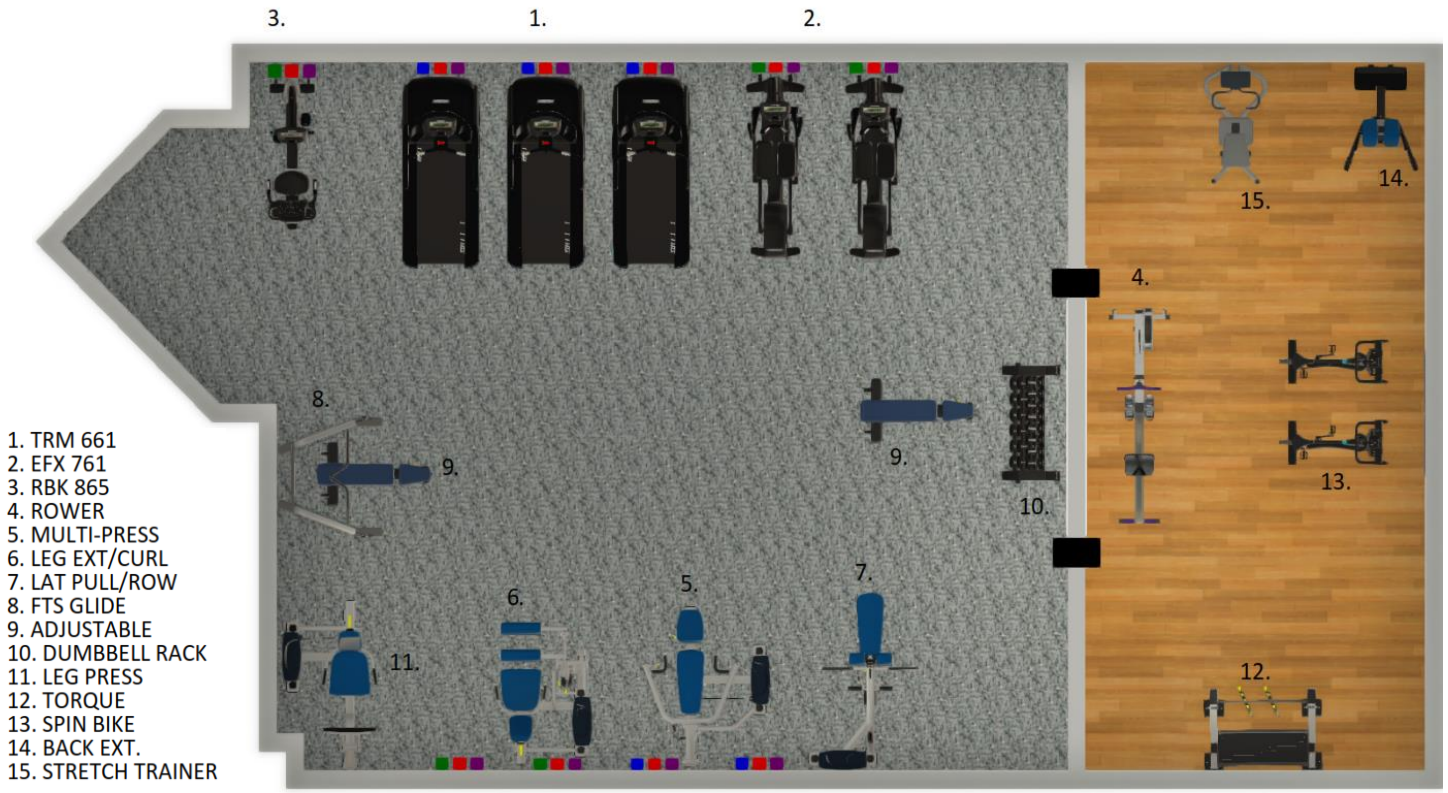 3.
1.
2.
15.
14.
4.
8.
9.
9.
10.
13.
1. TRM 661
2. EFX 761
3. RBK 865
4. ROWER
5. MULTI-PRESS
6. LEG EXT/CURL
7. LAT PULL/ROW
8. FTS GLIDE
9. ADJUSTABLE
10. DUMBBELL RACK
11. LEG PRESS
12. TORQUE
13. SPIN BIKE
14. BACK EXT.
15. STRETCH TRAINER
6.
5.
7.
11.
12.